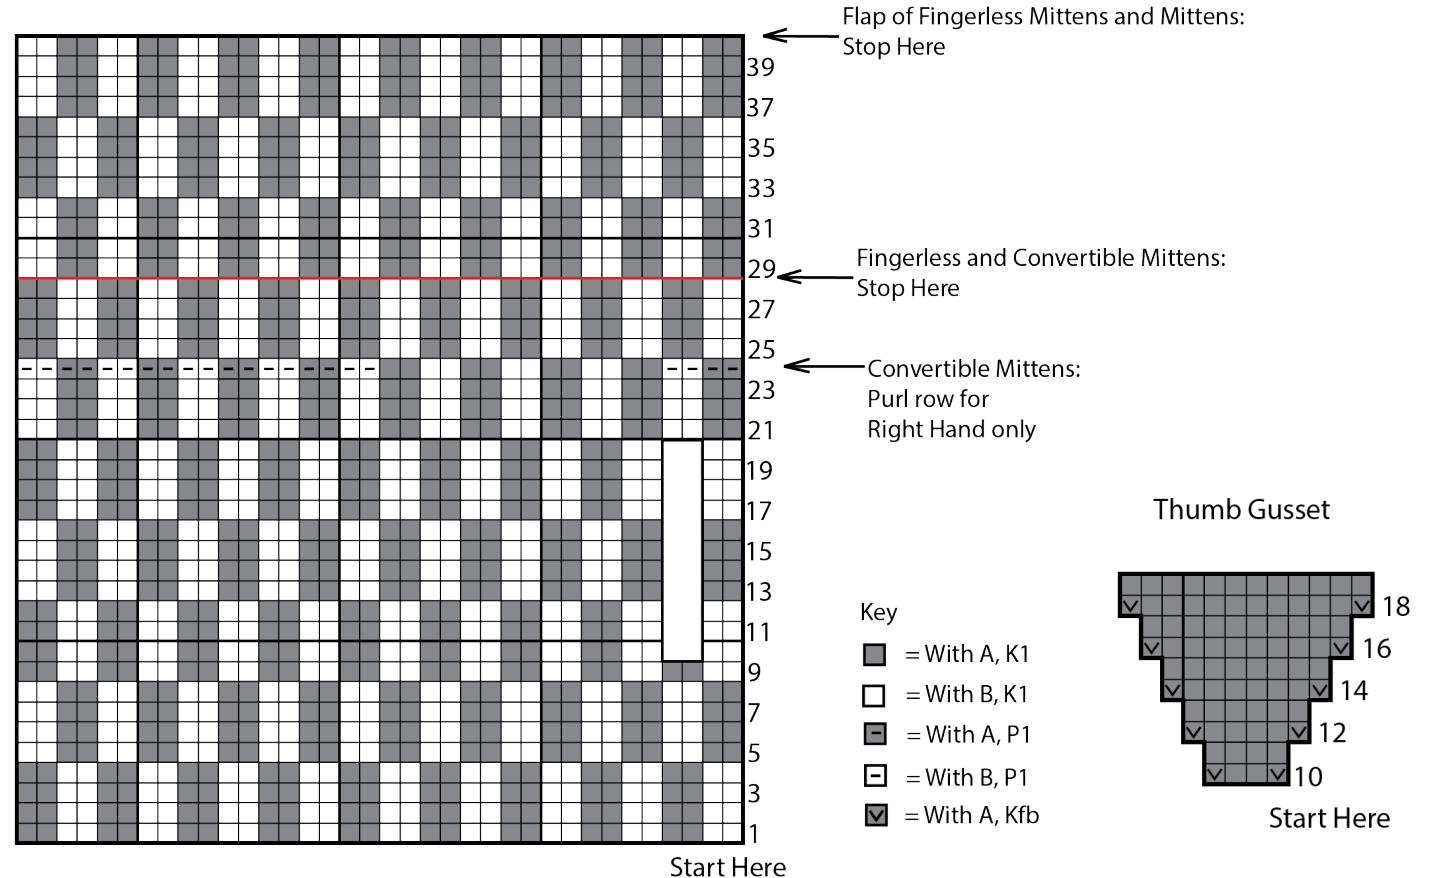 Flap of Fingerless Mittens and Mittens:
Stop Here
39
37
35
33
31
29
Fingerless and Convertible Mittens:
Stop Here
27
25
Convertible Mittens:
Purl row for
Right Hand only
23
21
19
17
15
13
11
9
7
5
3
1
Start Here
Key
= With A, K1
= With B, K1
= With A, P1
= With B, P1
= With A, Kfb
Thumb Gusset
18
16
14
12
10
Start Here